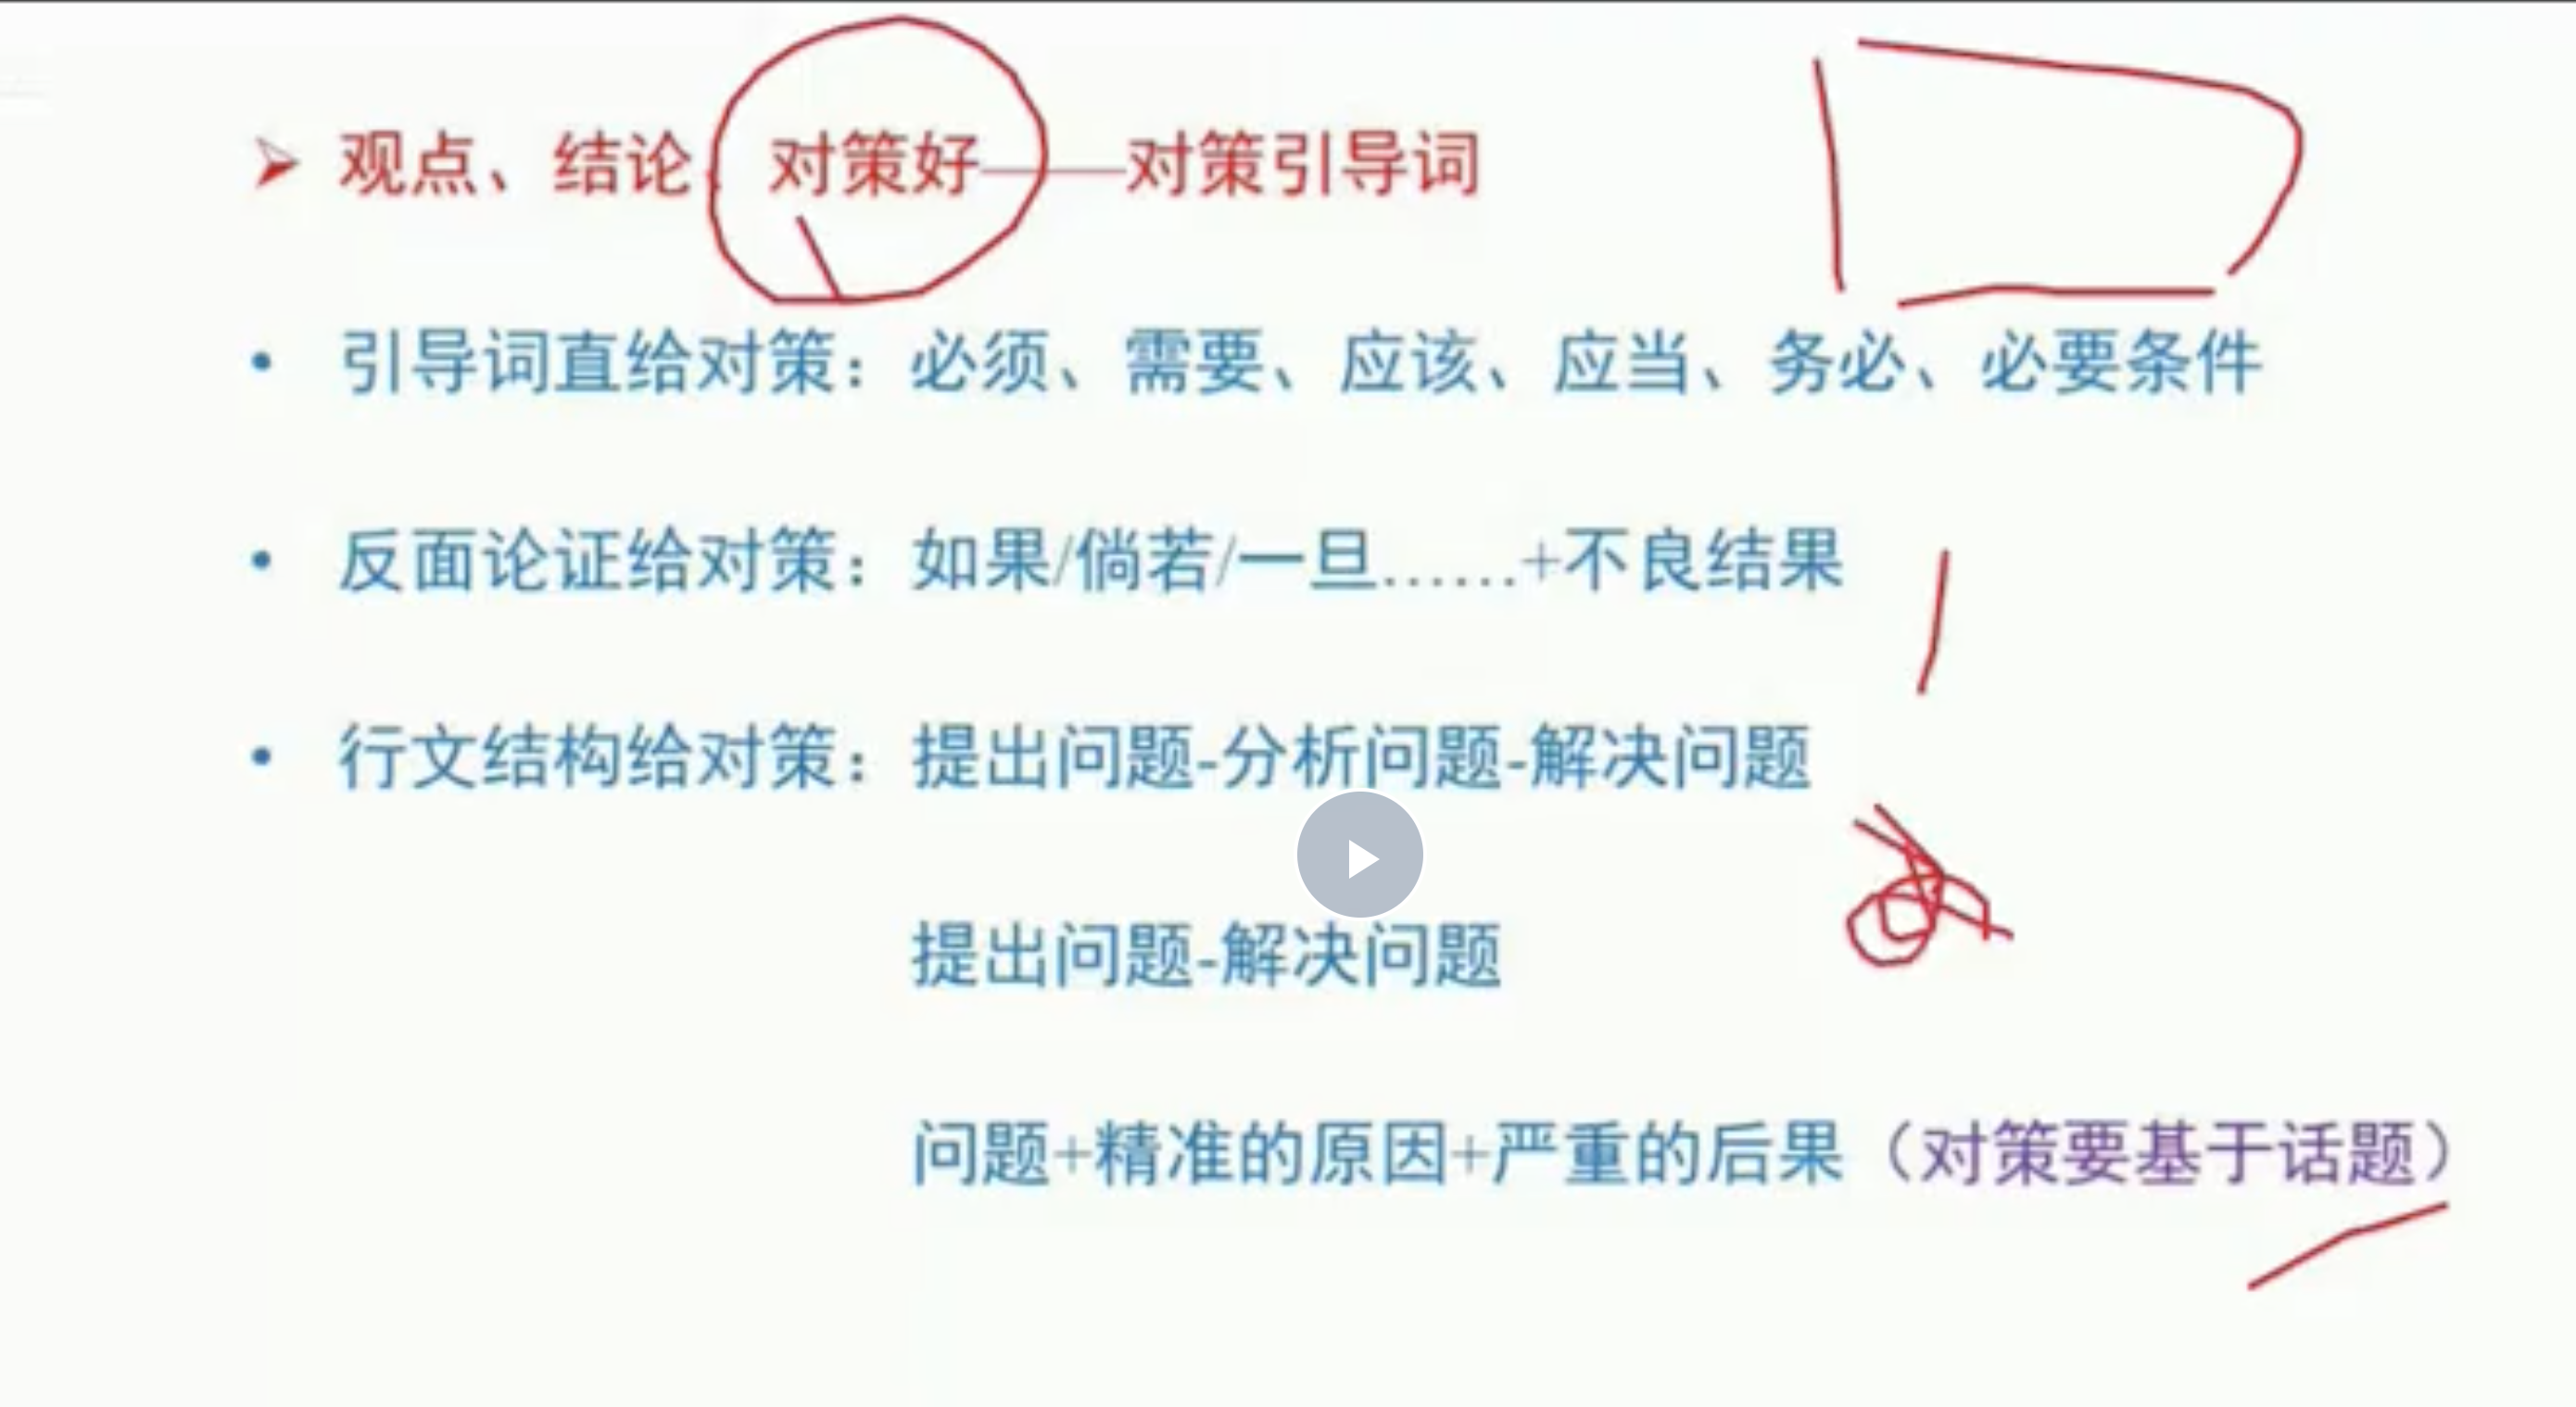 ➢ 观点、结论，对策好——对策引导词
• 引导词直给对策：必须、需要、应该、应当、务必、必要条件
• 反面论证给对策：如果/倘若/一旦……+不良结果
• 行文结构给对策：提出问题-分析问题-解决问题
提出问题-解决问题
问题+精准的原因+严重的后果（对策要基于话题）